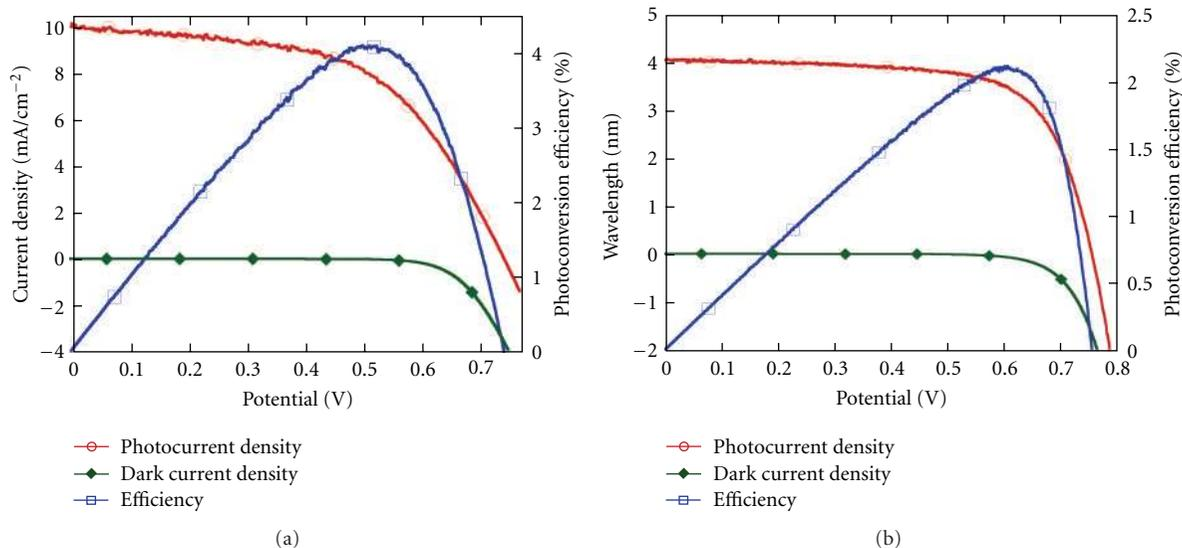 10
8
6
4
2
0
−2
−4
Current density (mA/cm−2)
0 0.1 0.2 0.3 0.4 0.5 0.6 0.7
Potential (V)
4
3
2
1
0
Photoconversion efficiency (%)
Photocurrent density
Dark current density
Efficiency
(a)
5
4
3
2
1
0
−1
−2
Wavelength (nm)
0 0.1 0.2 0.3 0.4 0.5 0.6 0.7 0.8
Potential (V)
2.5
2
1.5
1
0.5
0
Photoconversion efficiency (%)
Photocurrent density
Dark current density
Efficiency
(b)